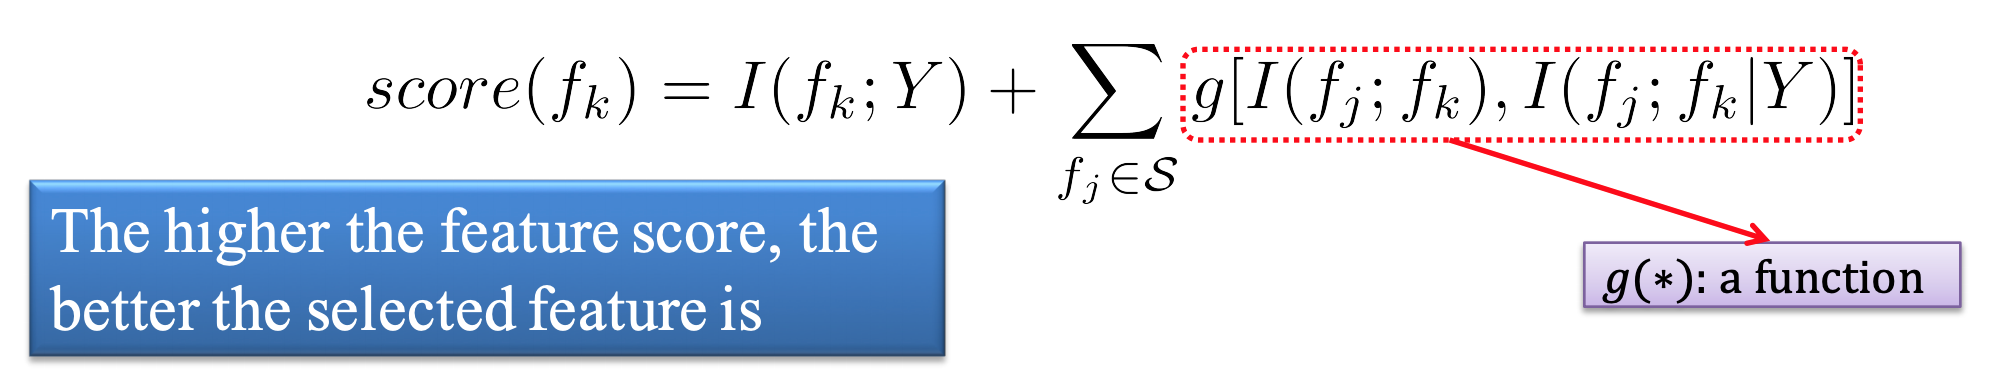 score(f_k) = I(f_k; Y) + ∑_{f_j∈𝒮} g[I(f_j; f_k), I(f_j; f_k|Y)]
The higher the feature score, the
better the selected feature is
g(∗): a function